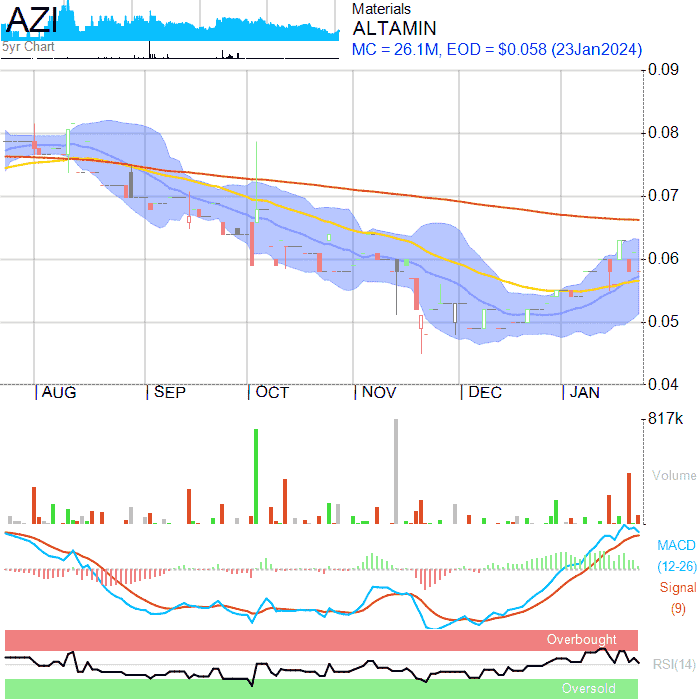 AZI
5yr Chart
Materials
ALTAMIN
MC = 26.1M, EOD = $0.058 (23Jan2024)
0.09
0.08
0.07
0.06
0.05
0.04
AUG SEP OCT NOV DEC JAN
817k
Volume
MACD
(12-26)
Signal
(9)
Overbought
RSI(14)
Oversold